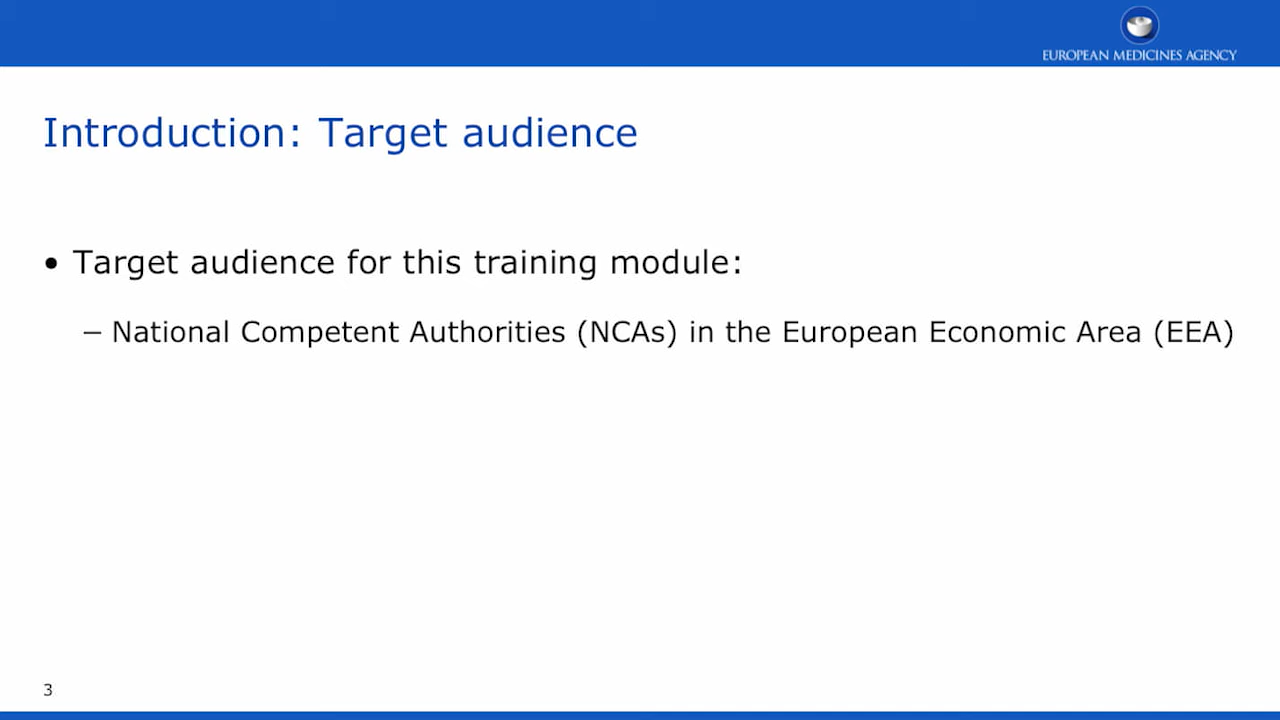 EUROPEAN MEDICINES AGENCY
Introduction: Target audience
• Target audience for this training module:
– National Competent Authorities (NCAs) in the European Economic Area (EEA)
3